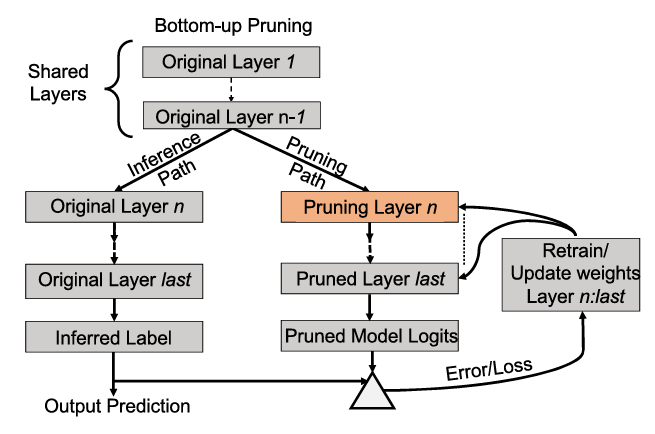 Bottom-up Pruning
Shared
Layers
Original Layer 1
Original Layer n-1
Inference
Path
Pruning
Path
Original Layer n
Pruning Layer n
Original Layer last
Pruned Layer last
Retrain/
Update weights
Layer n:last
Inferred Label
Pruned Model Logits
Error/Loss
Output Prediction